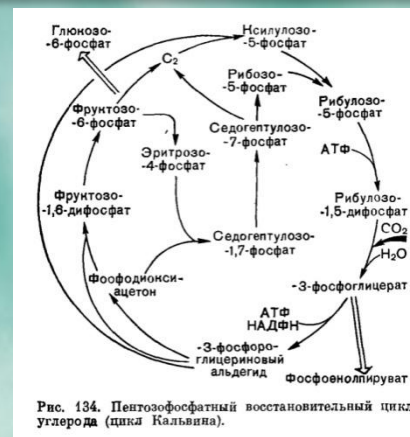 Глюкозо-
-6-фосфат
Ксилулозо-
-5-фосфат
C2
Рибозо-
-5-фосфат
Рибулозо-
-5-фосфат
Фруктозо-
-6-фосфат
Седогептулозо-
-7-фосфат
Эритрозо-
-4-фосфат
АТФ
Фруктозо-
-1,6-дифосфат
Рибулозо-
-1,5-дифосфат
CO2
H2O
Седогептулозо-
-1,7-фосфат
Фоофодиокси-
ацетон
-3-фосфоглицерат
АТФ
НАДФН
-3-фосфоро-
глицериновый
альдегид
Фосфоенолпируват
Рис. 134. Пентозофосфатный восстановительный цикл
углерода (цикл Кальвина).